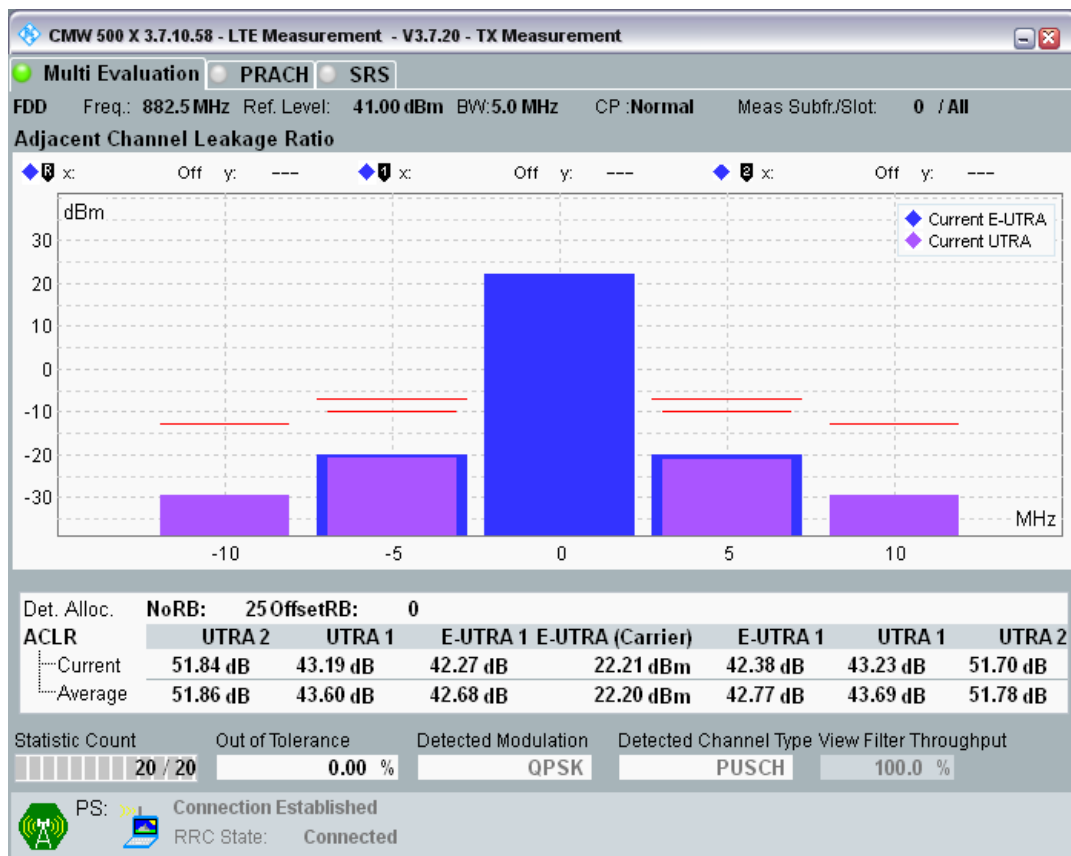 CMW 500 X 3.7.10.58 - LTE Measurement - V3.7.20 - TX Measurement
Multi Evaluation PRACH SRS
FDD Freq.: 882.5 MHz Ref. Level: 41.00 dBm BW:5.0 MHz CP :Normal Meas Subfr./Slot: 0 / All
Adjacent Channel Leakage Ratio
R x: Off y: --- 1 x: Off y: --- 2 x: Off y: ---
dBm
Current E-UTRA
Current UTRA
30
20
10
0
-10
-20
-30
MHz
-10 -5 0 5 10
Det. Alloc. NoRB: 25 OffsetRB: 0
ACLR UTRA 2 UTRA 1 E-UTRA 1 E-UTRA (Carrier) E-UTRA 1 UTRA 1 UTRA 2
Current 51.84 dB 43.19 dB 42.27 dB 22.21 dBm 42.38 dB 43.23 dB 51.70 dB
Average 51.86 dB 43.60 dB 42.68 dB 22.20 dBm 42.77 dB 43.69 dB 51.78 dB
Statistic Count Out of Tolerance Detected Modulation Detected Channel Type View Filter Throughput
20 / 20 0.00 % QPSK PUSCH 100.0 %
PS: Connection Established
RRC State: Connected